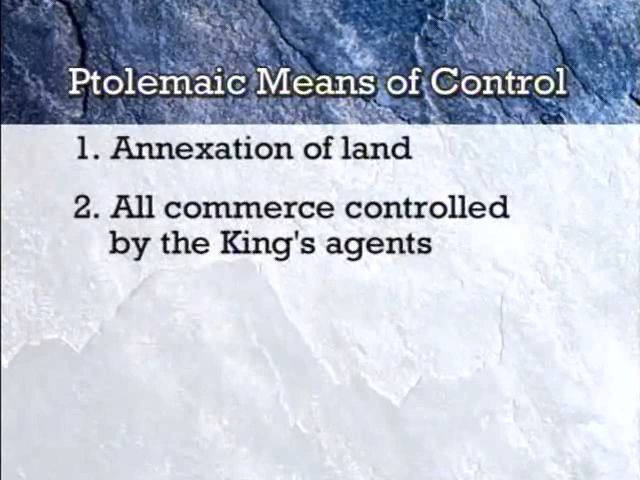 Ptolemaic Means of Control
1. Annexation of land
2. All commerce controlled
by the King's agents